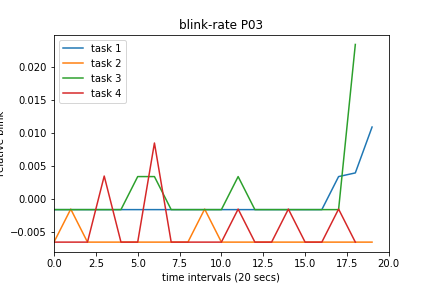 blink-rate P03
relative blink
0.020
0.015
0.010
0.005
0.000
−0.005
task 1
task 2
task 3
task 4
0.0 2.5 5.0 7.5 10.0 12.5 15.0 17.5 20.0
time intervals (20 secs)